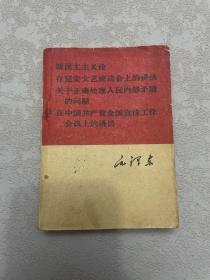 新民主主义论
在延安文艺座谈会上的讲话
关于正确处理人民内部矛盾
的问题
在中国共产党全国宣传工作
会议上的讲话
毛泽东